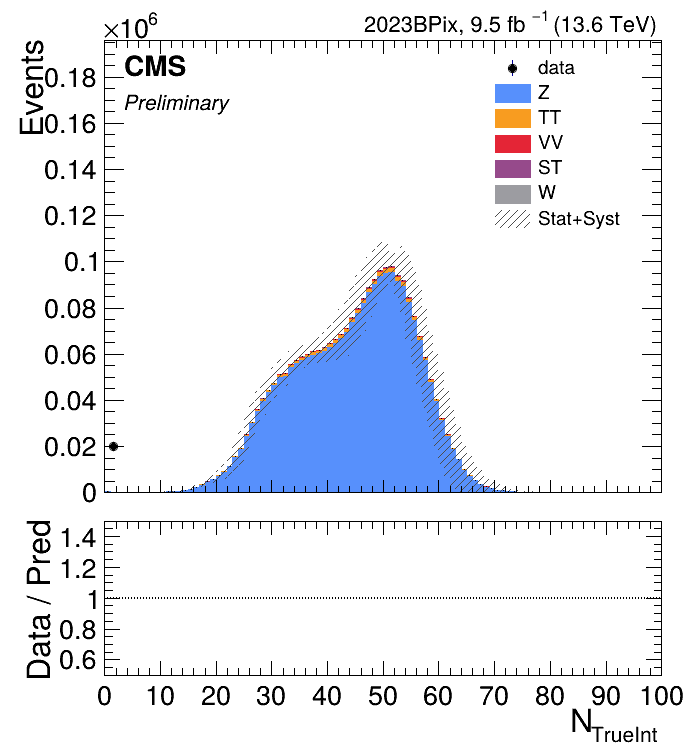 ×10⁶
2023BPix, 9.5 fb ⁻¹ (13.6 TeV)
Events
CMS
Preliminary
data
Z
TT
VV
ST
W
Stat+Syst
0.18
0.16
0.14
0.12
0.1
0.08
0.06
0.04
0.02
0
Data / Pred
1.4
1.2
1
0.8
0.6
0 10 20 30 40 50 60 70 80 90 100
N_TrueInt